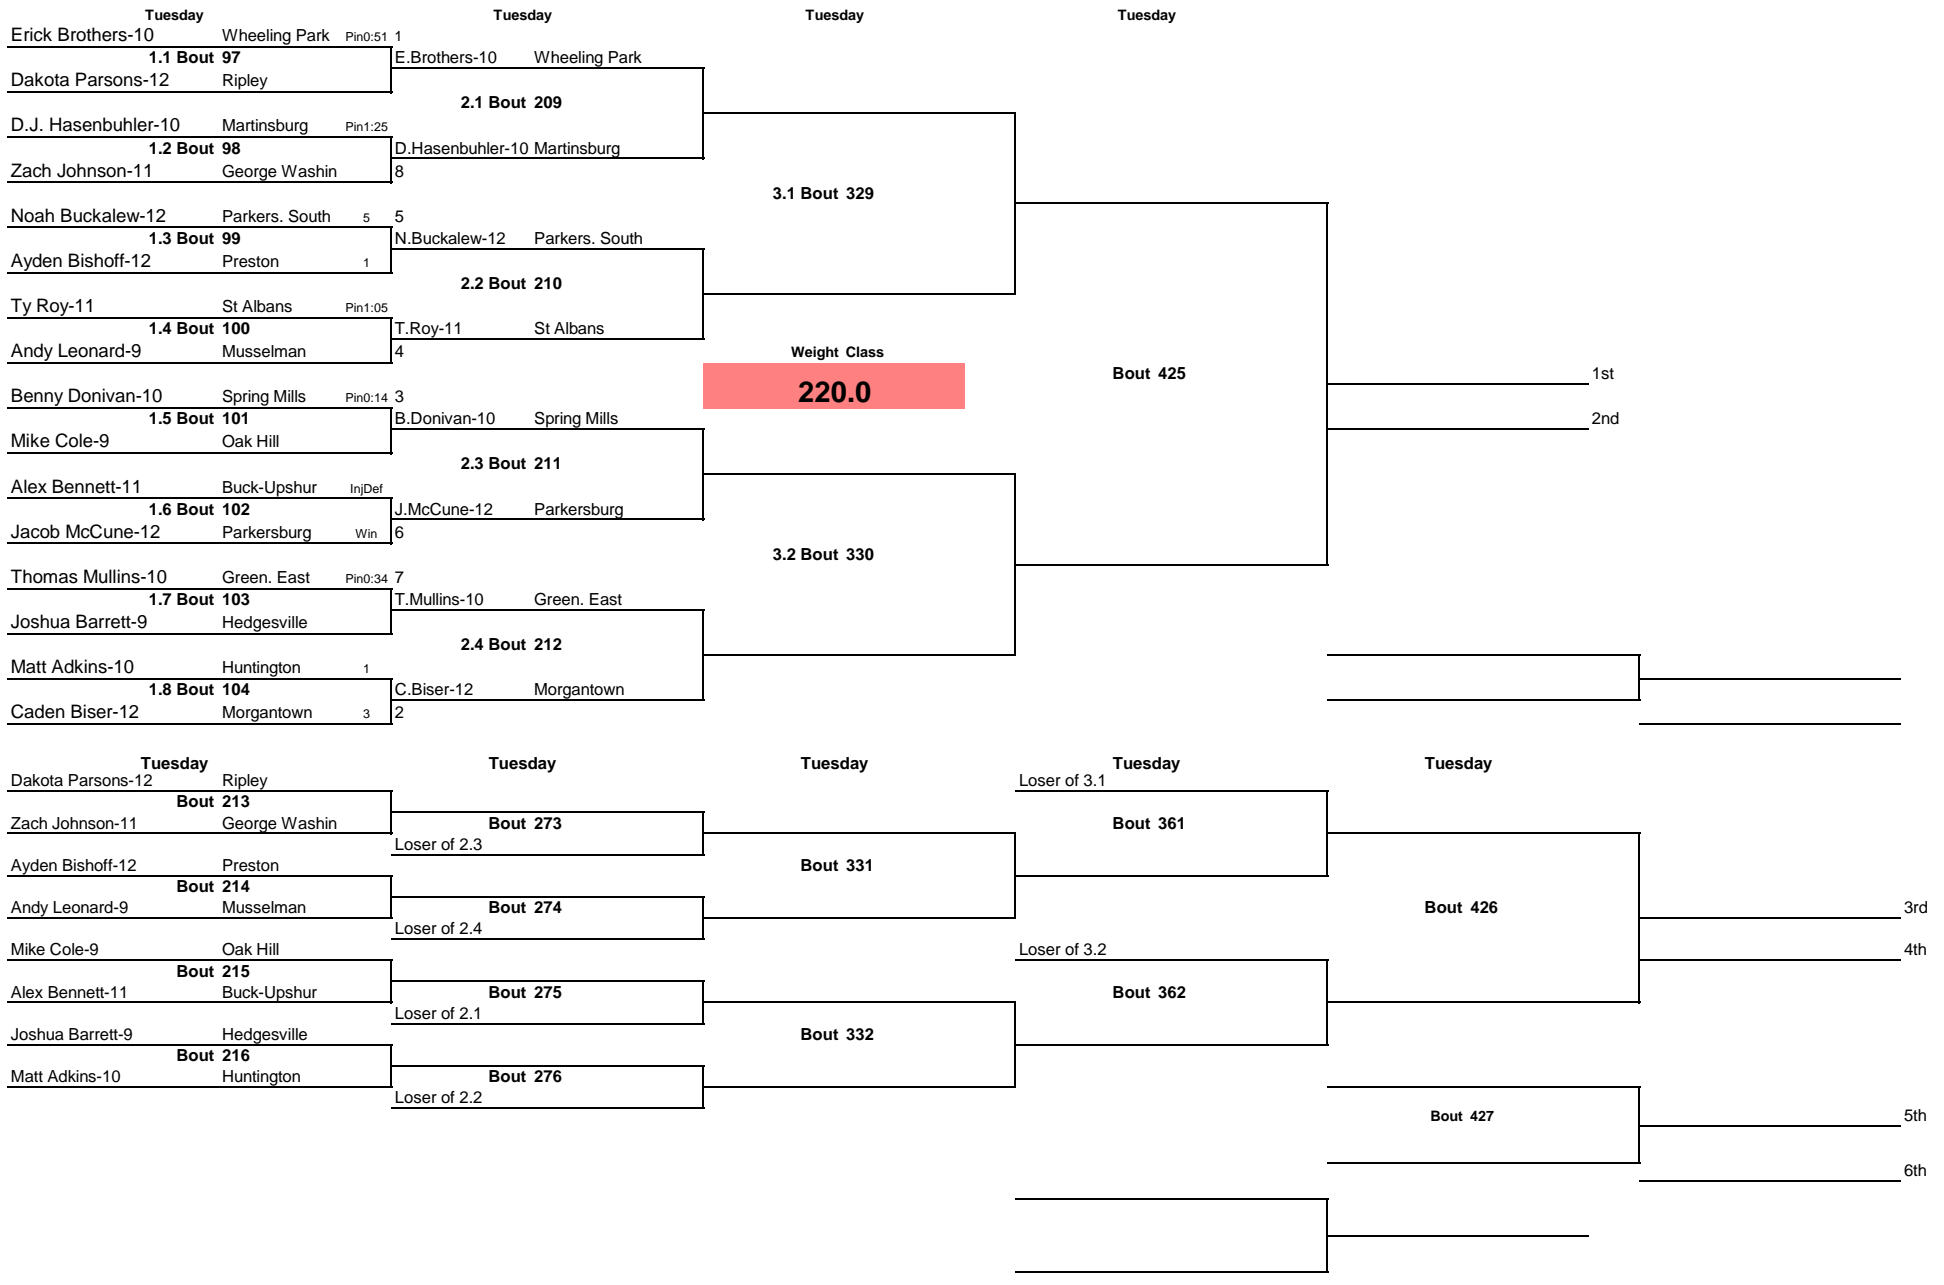 Tuesday Tuesday Tuesday Tuesday
Erick Brothers-10 Wheeling Park Pin0:51 1
1.1 Bout 97 E.Brothers-10 Wheeling Park
Dakota Parsons-12 Ripley
2.1 Bout 209
D.J. Hasenbuhler-10 Martinsburg Pin1:25
1.2 Bout 98 D.Hasenbuhler-10 Martinsburg
Zach Johnson-11 George Washin 8
3.1 Bout 329
Noah Buckalew-12 Parkers. South 5 5
1.3 Bout 99 N.Buckalew-12 Parkers. South
Ayden Bishoff-12 Preston 1
2.2 Bout 210
Ty Roy-11 St Albans Pin1:05
1.4 Bout 100 T.Roy-11 St Albans
Andy Leonard-9 Musselman 4 Weight Class
Bout 425 1st
220.0
Benny Donivan-10 Spring Mills Pin0:14 3
1.5 Bout 101 B.Donivan-10 Spring Mills 2nd
Mike Cole-9 Oak Hill
2.3 Bout 211
Alex Bennett-11 Buck-Upshur InjDef
1.6 Bout 102 J.McCune-12 Parkersburg
Jacob McCune-12 Parkersburg Win 6
3.2 Bout 330
Thomas Mullins-10 Green. East Pin0:34 7
1.7 Bout 103 T.Mullins-10 Green. East
Joshua Barrett-9 Hedgesville
2.4 Bout 212
Matt Adkins-10 Huntington 1
1.8 Bout 104 C.Biser-12 Morgantown
Caden Biser-12 Morgantown 3 2
Tuesday Tuesday Tuesday Tuesday Tuesday
Dakota Parsons-12 Ripley Loser of 3.1
Bout 213
Zach Johnson-11 George Washin Bout 273 Bout 361
Loser of 2.3
Ayden Bishoff-12 Preston Bout 331
Bout 214
Andy Leonard-9 Musselman Bout 274 Bout 426 3rd
Loser of 2.4
Mike Cole-9 Oak Hill Loser of 3.2 4th
Bout 215
Alex Bennett-11 Buck-Upshur Bout 275 Bout 362
Loser of 2.1
Joshua Barrett-9 Hedgesville Bout 332
Bout 216
Matt Adkins-10 Huntington Bout 276
Loser of 2.2
Bout 427 5th
6th